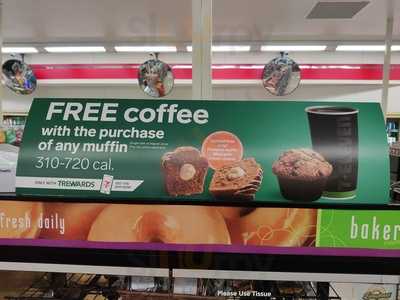 FREE coffee
with the purchase
of any muffin
310-720 cal.
ONLY WITH 7REWARDS
fresh daily
baker
Please Use Tissue